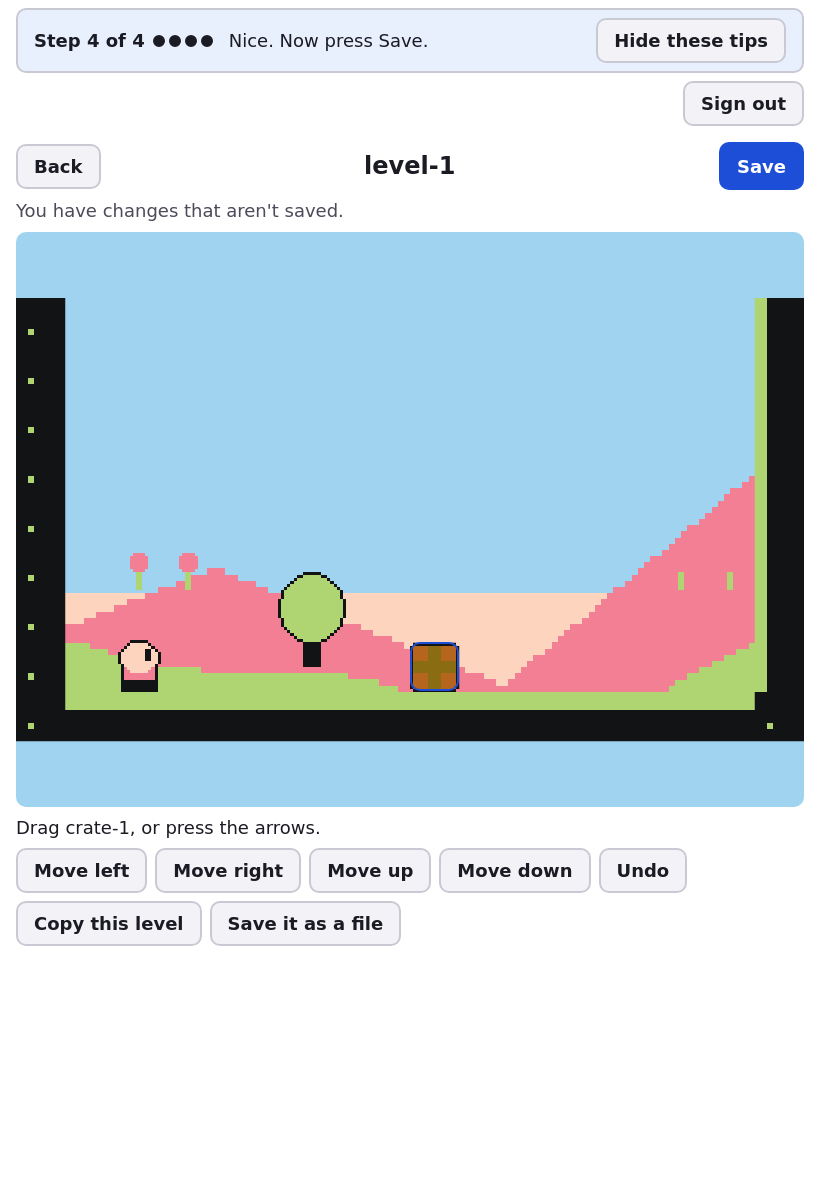 Step 4 of 4 Nice. Now press Save. Hide these tips
Sign out
Back level-1 Save
You have changes that aren't saved.
Drag crate-1, or press the arrows.
Move left Move right Move up Move down Undo
Copy this level Save it as a file